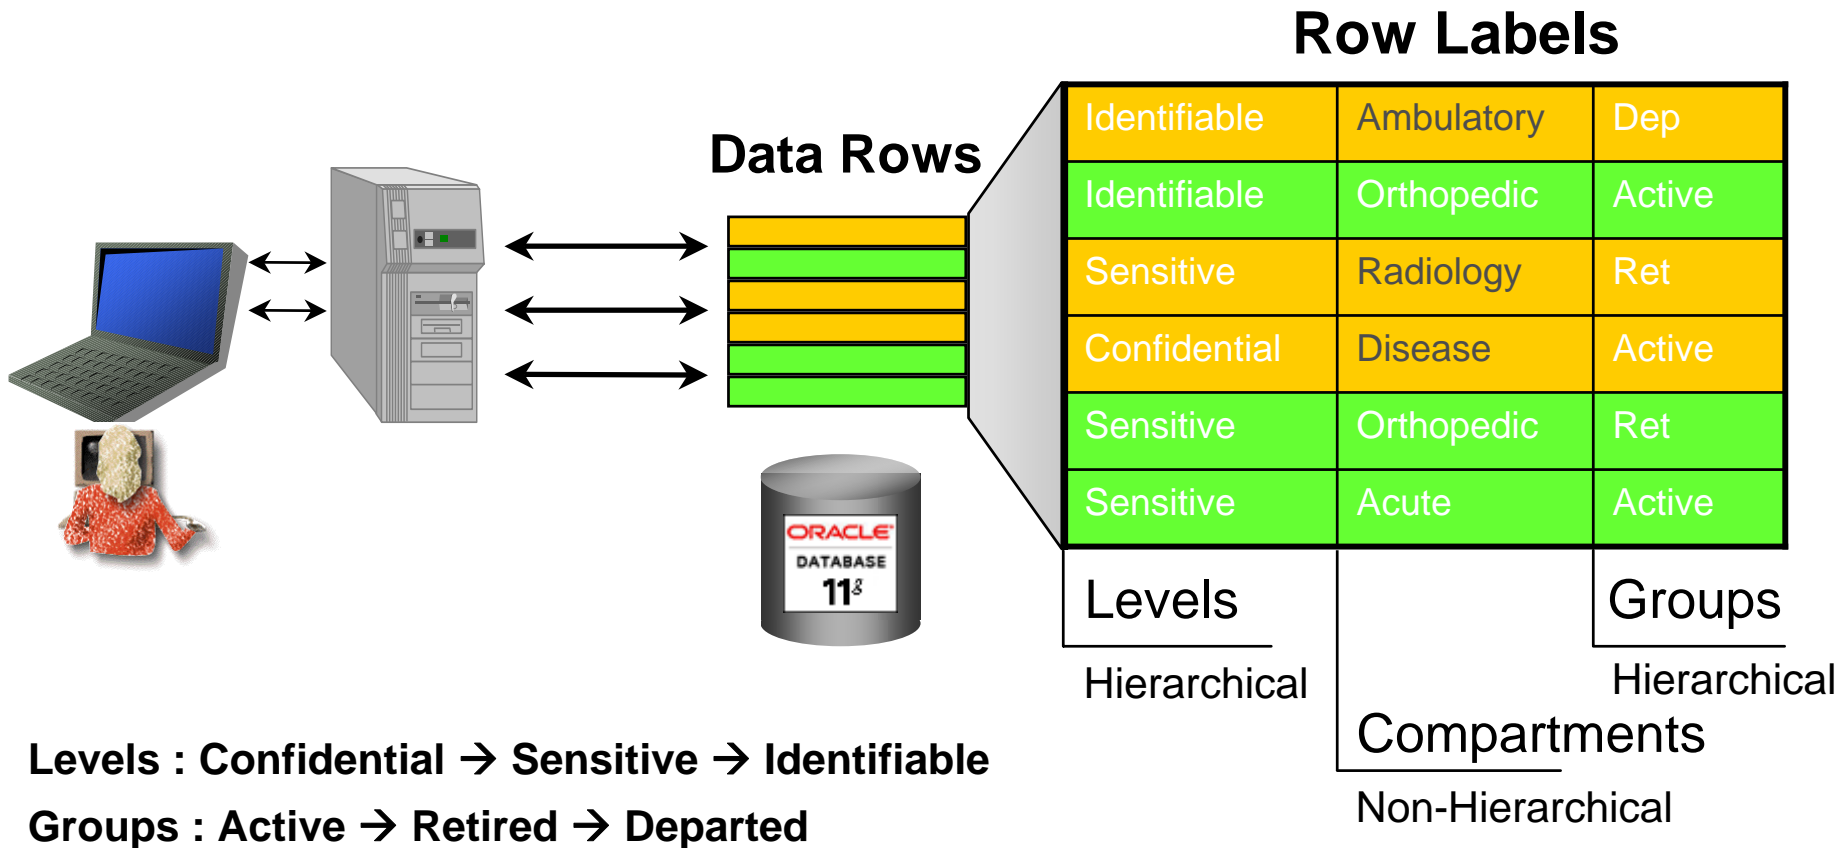 Row Labels
Data Rows
Identifiable Ambulatory Dep
Identifiable Orthopedic Active
Sensitive Radiology Ret
Confidential Disease Active
Sensitive Orthopedic Ret
Sensitive Acute Active
ORACLE
DATABASE
11g
Levels
Groups
Hierarchical
Hierarchical
Compartments
Non-Hierarchical
Levels : Confidential → Sensitive → Identifiable
Groups : Active → Retired → Departed